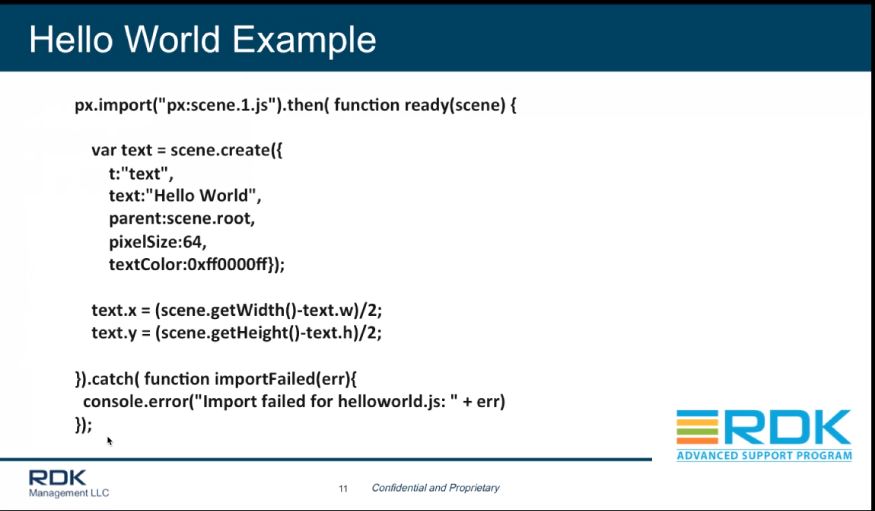 Hello World Example
px.import("px:scene.1.js").then( function ready(scene) {
var text = scene.create({
t:"text",
text:"Hello World",
parent:scene.root,
pixelSize:64,
textColor:0xff0000ff});
text.x = (scene.getWidth()-text.w)/2;
text.y = (scene.getHeight()-text.h)/2;
}).catch( function importFailed(err){
console.error("Import failed for helloworld.js: " + err)
});
RDK
ADVANCED SUPPORT PROGRAM
RDK
Management LLC
11 Confidential and Proprietary